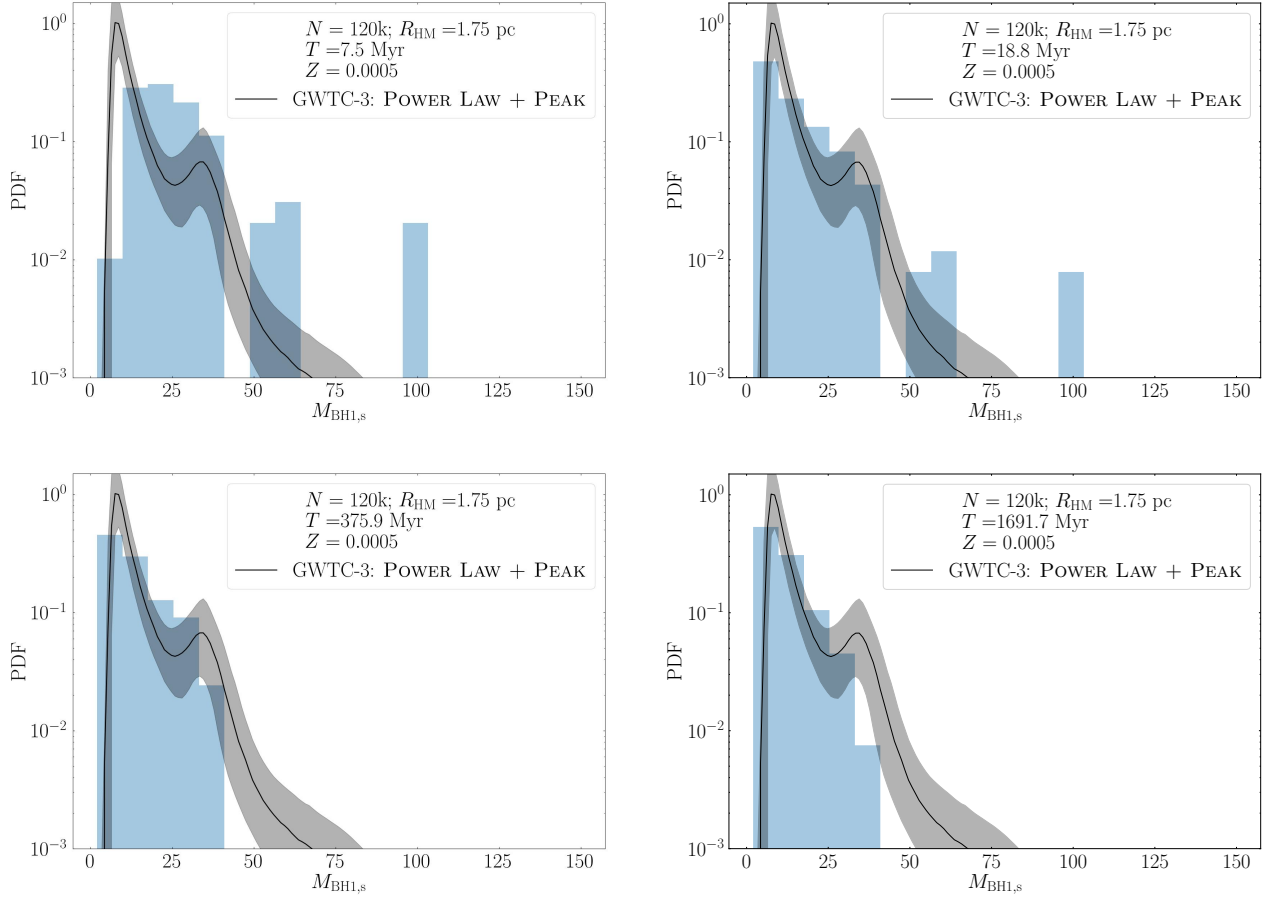 N = 120k; R_HM =1.75 pc
T =7.5 Myr
Z = 0.0005
GWTC-3: POWER LAW + PEAK
PDF
10^0
10^−1
10^−2
10^−3
0 25 50 75 100 125 150
M_BH1,s
N = 120k; R_HM =1.75 pc
T =18.8 Myr
Z = 0.0005
GWTC-3: POWER LAW + PEAK
PDF
10^0
10^−1
10^−2
10^−3
0 25 50 75 100 125 150
M_BH1,s
N = 120k; R_HM =1.75 pc
T =375.9 Myr
Z = 0.0005
GWTC-3: POWER LAW + PEAK
PDF
10^0
10^−1
10^−2
10^−3
0 25 50 75 100 125 150
M_BH1,s
N = 120k; R_HM =1.75 pc
T =1691.7 Myr
Z = 0.0005
GWTC-3: POWER LAW + PEAK
PDF
10^0
10^−1
10^−2
10^−3
0 25 50 75 100 125 150
M_BH1,s